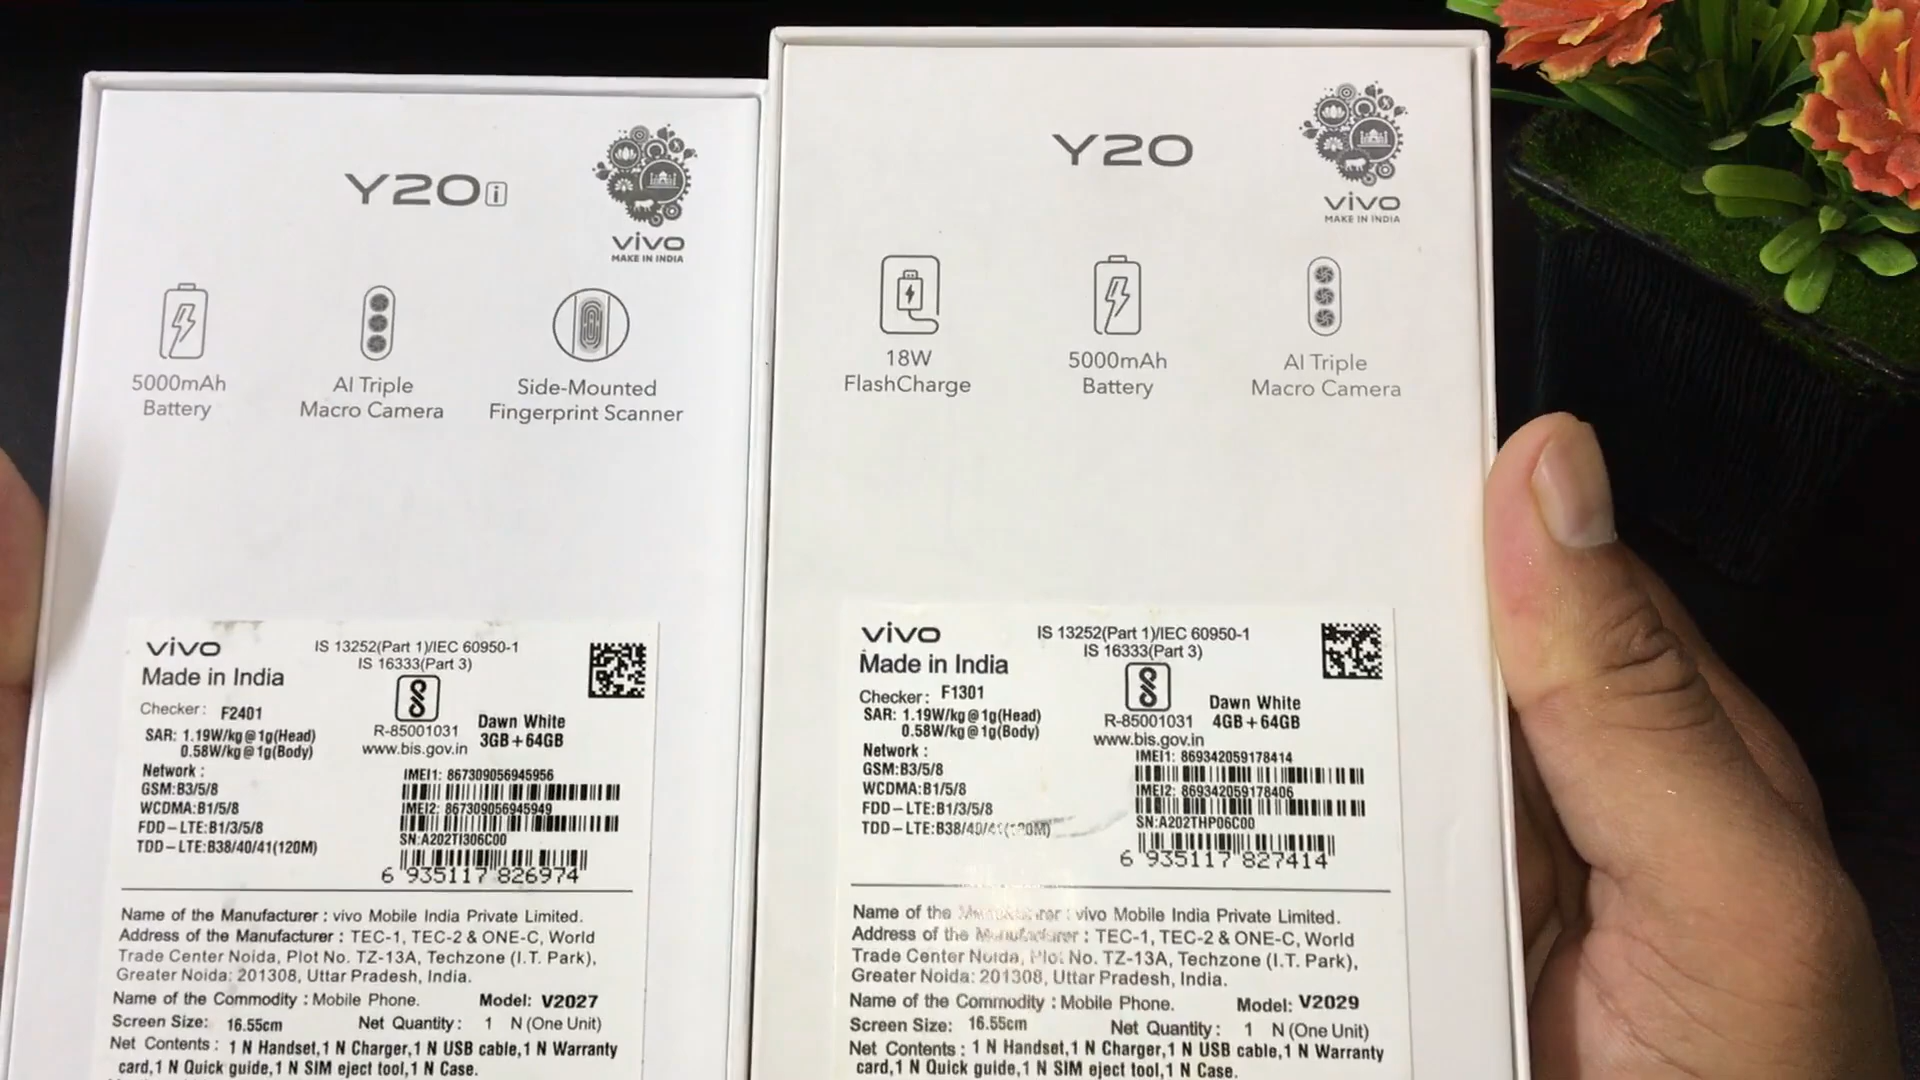 Y20i
vivo
MAKE IN INDIA
5000mAh
Battery
AI Triple
Macro Camera
Side-Mounted
Fingerprint Scanner
vivo
Made in India
IS 13252(Part 1)/IEC 60950-1
IS 16333(Part 3)
Checker: F2401
SAR: 1.19W/kg@1g(Head)
0.58W/kg@1g(Body)
R-85001031
www.bis.gov.in
Dawn White
3GB+64GB
Network :
GSM:B3/5/8
WCDMA:B1/5/8
FDD-LTE:B1/3/5/8
TDD-LTE:B38/40/41(120M)
IMEI1: 867309056945956
IMEI2: 867309056945949
SN:A202TI306C00
6 935117 826974
Name of the Manufacturer : vivo Mobile India Private Limited.
Address of the Manufacturer : TEC-1, TEC-2 & ONE-C, World
Trade Center Noida, Plot No. TZ-13A, Techzone (I.T. Park),
Greater Noida: 201308, Uttar Pradesh, India.
Name of the Commodity : Mobile Phone. Model: V2027
Screen Size: 16.55cm Net Quantity: 1 N (One Unit)
Net Contents : 1 N Handset,1 N Charger,1 N USB cable,1 N Warranty
card,1 N Quick guide,1 N SIM eject tool,1 N Case.
Y20
vivo
MAKE IN INDIA
18W
FlashCharge
5000mAh
Battery
AI Triple
Macro Camera
vivo
Made in India
IS 13252(Part 1)/IEC 60950-1
IS 16333(Part 3)
Checker: F1301
SAR: 1.19W/kg@1g(Head)
0.58W/kg@1g(Body)
R-85001031
www.bis.gov.in
Dawn White
4GB+64GB
Network :
GSM:B3/5/8
WCDMA:B1/5/8
FDD-LTE:B1/3/5/8
TDD-LTE:B38/40/41(120M)
IMEI1: 869342059178414
IMEI2: 869342059178406
SN:A202THP06C00
6 935117 827414
Name of the Manufacturer : vivo Mobile India Private Limited.
Address of the Manufacturer : TEC-1, TEC-2 & ONE-C, World
Trade Center Noida, Plot No. TZ-13A, Techzone (I.T. Park),
Greater Noida: 201308, Uttar Pradesh, India.
Name of the Commodity : Mobile Phone. Model: V2029
Screen Size: 16.55cm Net Quantity: 1 N (One Unit)
Net Contents : 1 N Handset,1 N Charger,1 N USB cable,1 N Warranty
card,1 N Quick guide,1 N SIM eject tool,1 N Case.